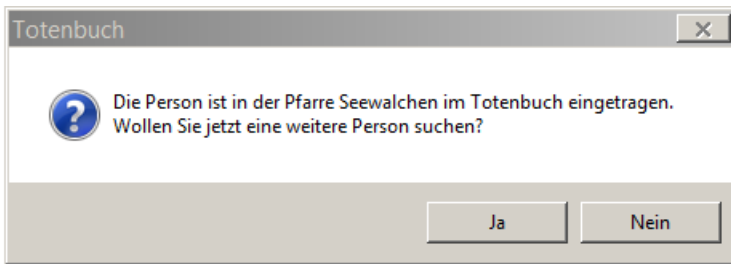 Totenbuch
Die Person ist in der Pfarre Seewalchen im Totenbuch eingetragen.
Wollen Sie jetzt eine weitere Person suchen?
Ja
Nein